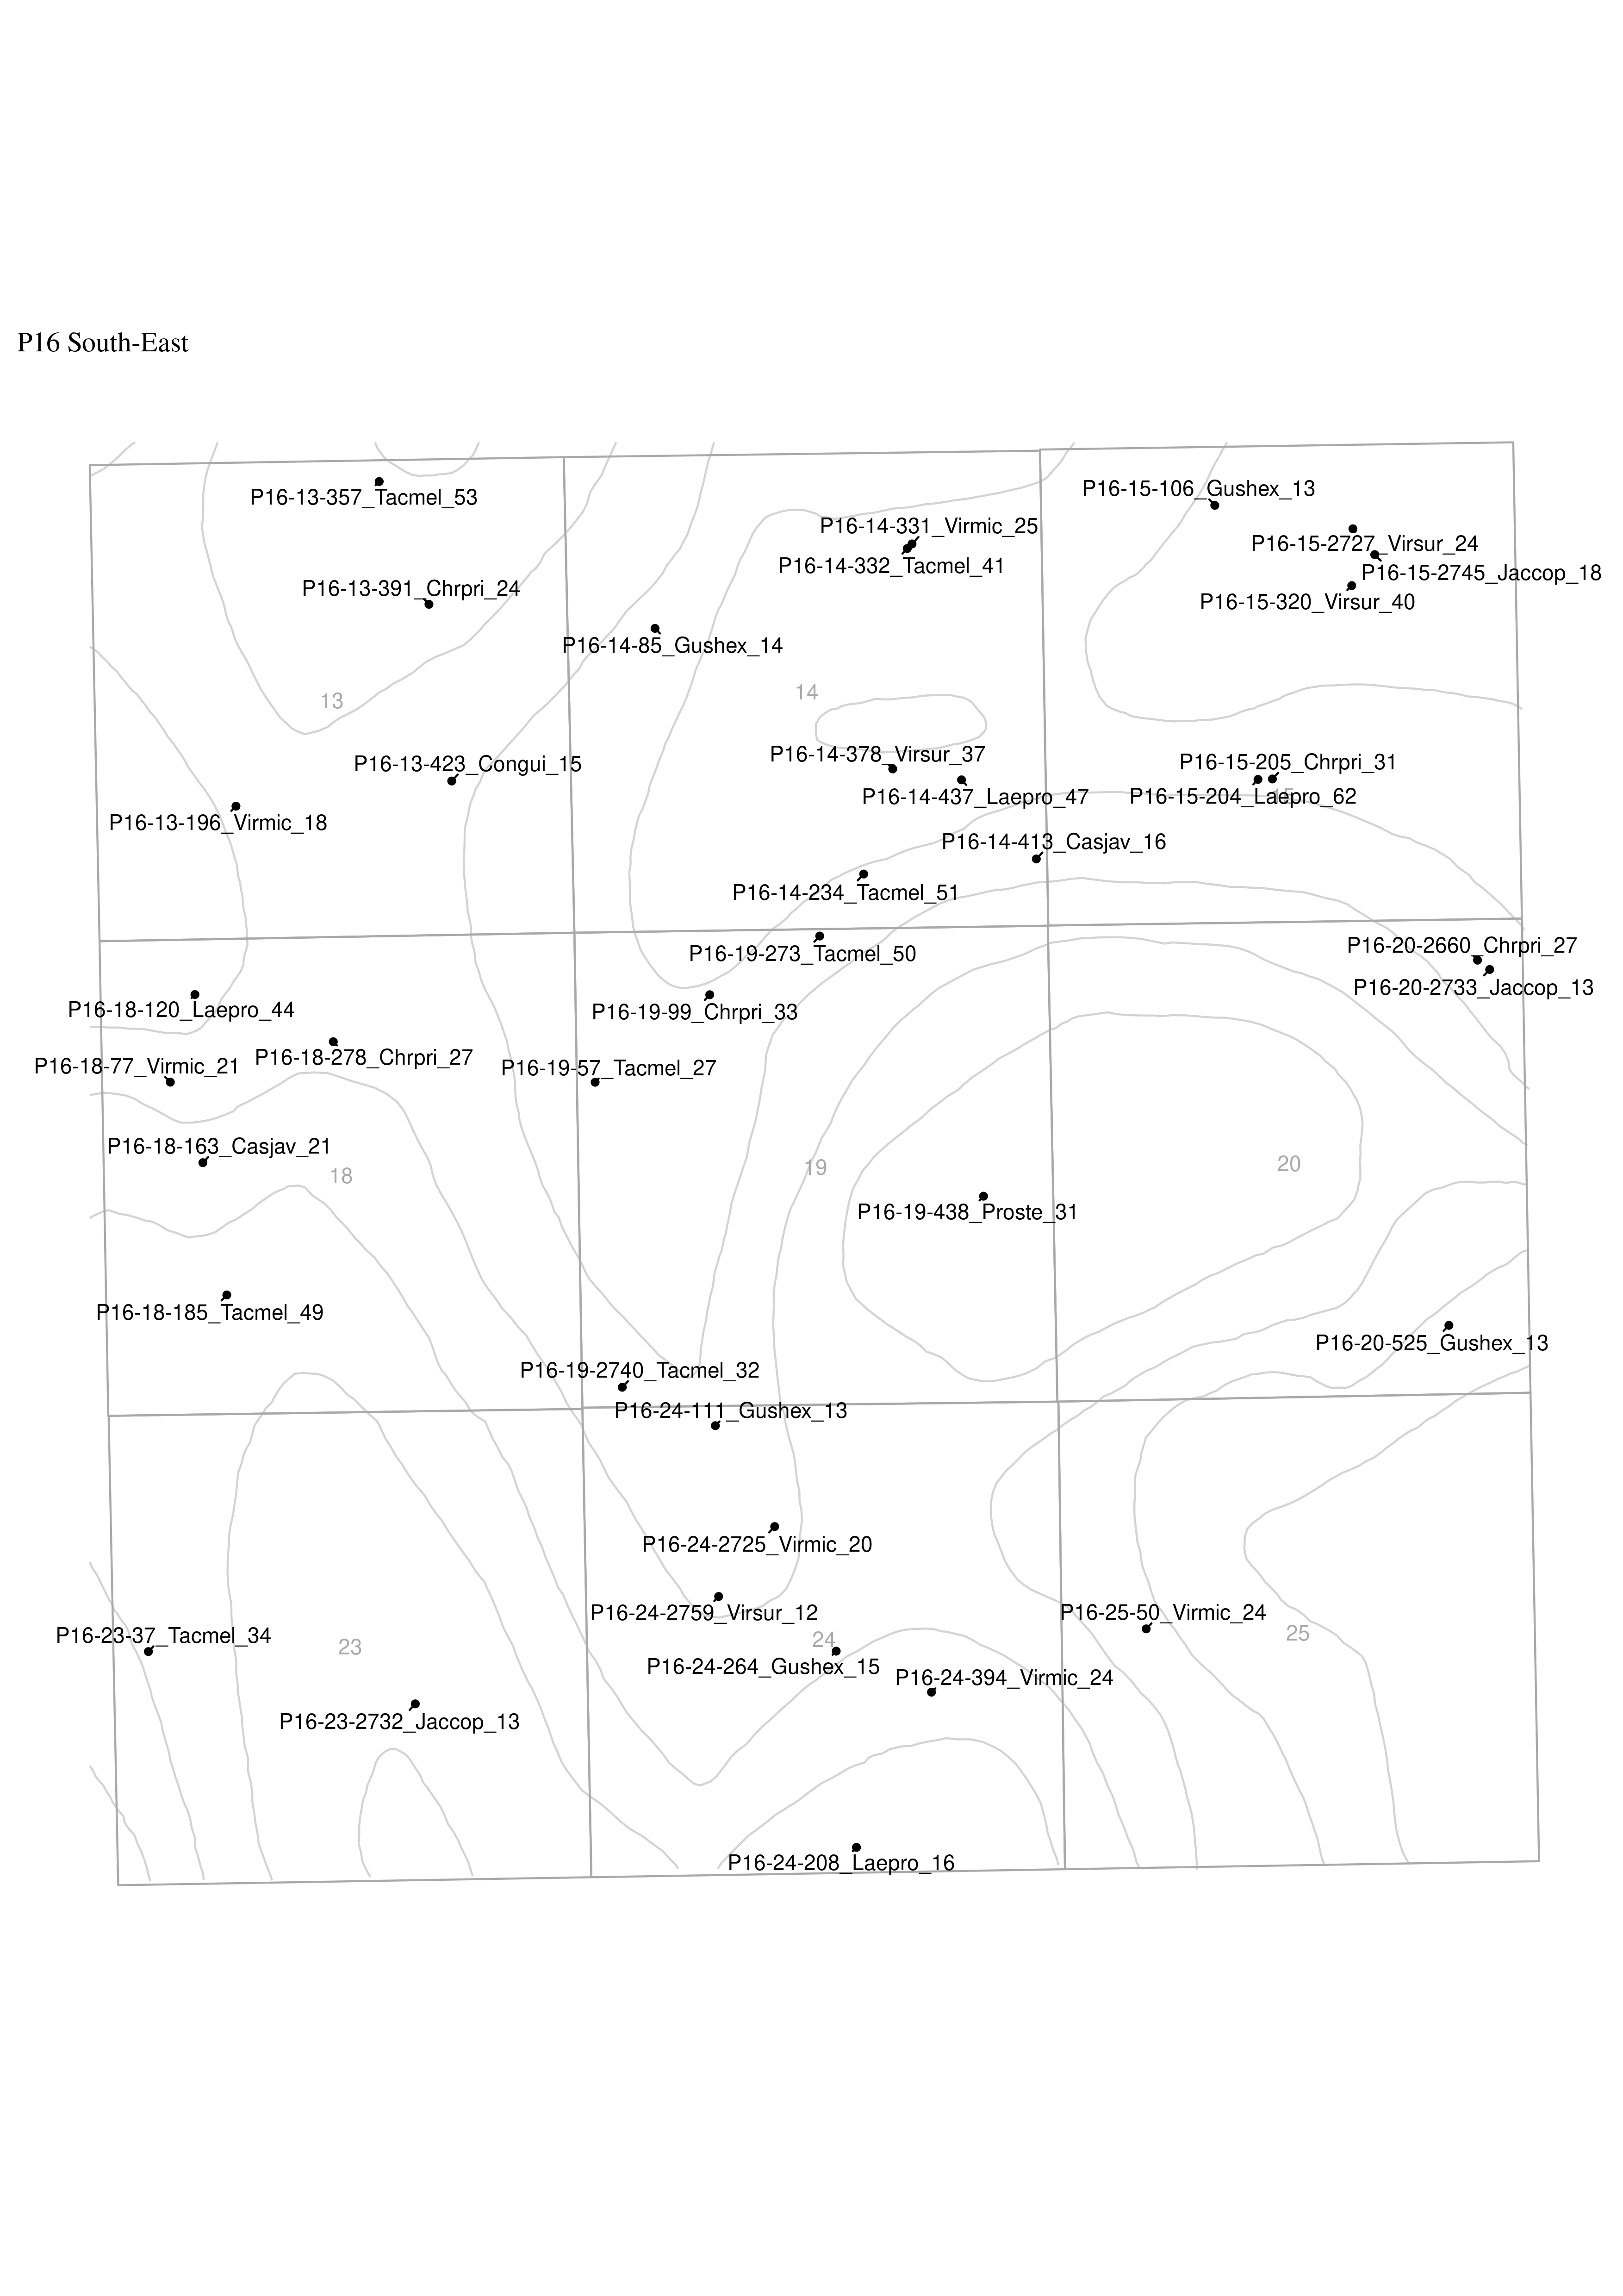 P16 South-East
P16-15-106_Gushex_13
P16-13-357_Tacmel_53
P16-14-331_Virmic_25
P16-15-2727_Virsur_24
P16-14-332_Tacmel_41
P16-15-2745_Jaccop_18
P16-13-391_Chrpri_24
P16-15-320_Virsur_40
P16-14-85_Gushex_14
14
13
P16-14-378_Virsur_37
P16-15-205_Chrpri_31
P16-13-423_Congui_15
P16-14-437_Laepro_47
P16-15-204_Laepro_62
15
P16-13-196_Virmic_18
P16-14-413_Casjav_16
P16-14-234_Tacmel_51
P16-20-2660_Chrpri_27
P16-19-273_Tacmel_50
P16-20-2733_Jaccop_13
P16-18-120_Laepro_44
P16-19-99_Chrpri_33
P16-18-278_Chrpri_27
P16-18-77_Virmic_21
P16-19-57_Tacmel_27
P16-18-163_Casjav_21
20
19
18
P16-19-438_Proste_31
P16-18-185_Tacmel_49
P16-20-525_Gushex_13
P16-19-2740_Tacmel_32
P16-24-111_Gushex_13
P16-24-2725_Virmic_20
P16-24-2759_Virsur_12
P16-25-50_Virmic_24
25
P16-23-37_Tacmel_34
24
23
P16-24-264_Gushex_15
P16-24-394_Virmic_24
P16-23-2732_Jaccop_13
P16-24-208_Laepro_16